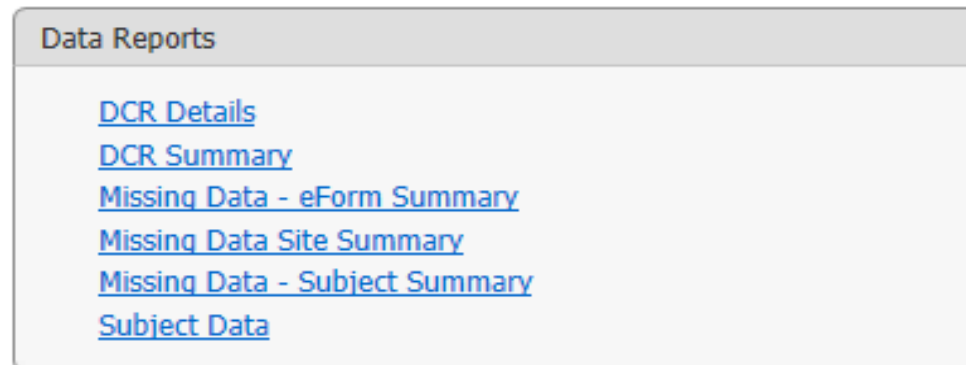 Data Reports
DCR Details
DCR Summary
Missing Data - eForm Summary
Missing Data Site Summary
Missing Data - Subject Summary
Subject Data